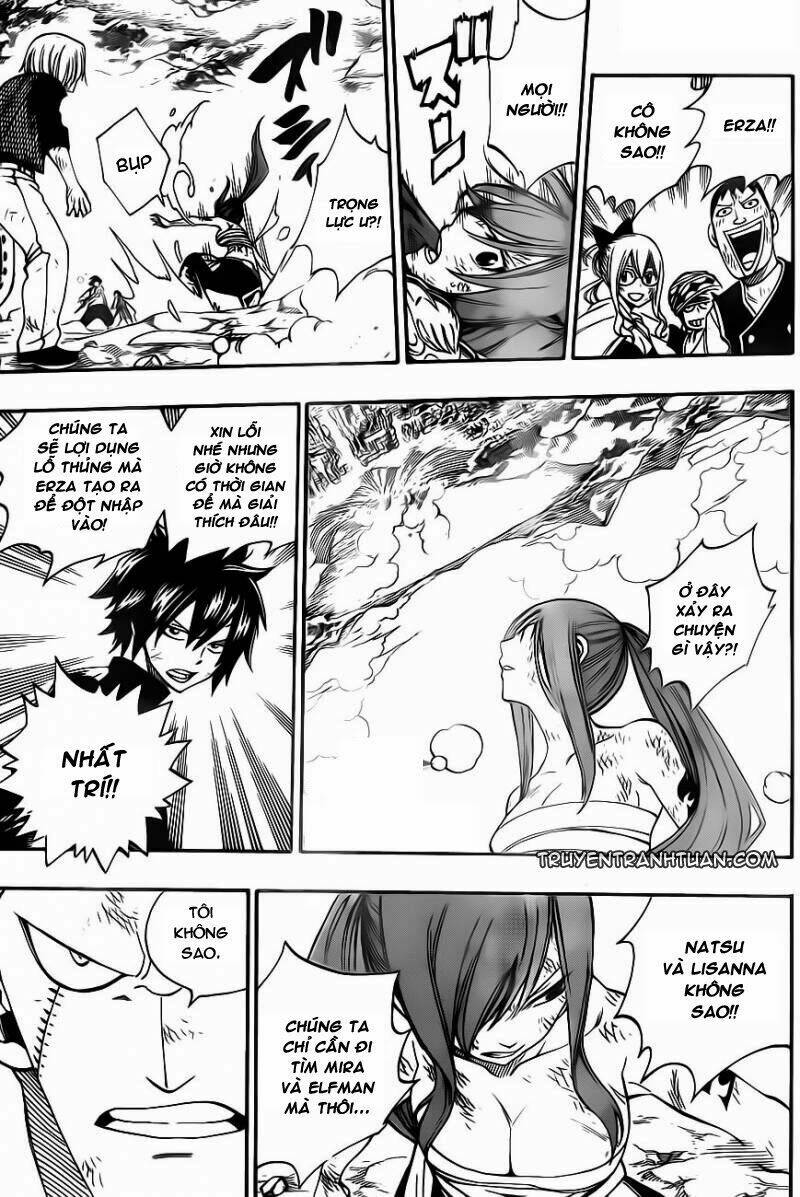 ERZA!!
CÔ
KHÔNG
SAO!!
MỌI
NGƯỜI!!
TRỌNG
LỰC Ư?!
BỤP
Ở ĐÂY
XẢY RA
CHUYỆN
GÌ VẬY?!
XIN LỖI
NHÉ NHƯNG
GIỜ KHÔNG
CÓ THỜI GIAN
ĐỂ MÀ GIẢI
THÍCH ĐÂU!!
CHÚNG TA
SẼ LỢI DỤNG
LỖ THỦNG MÀ
ERZA TẠO RA
ĐỂ ĐỘT NHẬP
VÀO!
NHẤT
TRÍ!!
TRUYENTRANHTUAN.COM
NATSU
VÀ LISANNA
KHÔNG
SAO!!
CHÚNG TA
CHỈ CẦN ĐI
TÌM MIRA
VÀ ELFMAN
MÀ THÔI...
TÔI
KHÔNG
SAO.